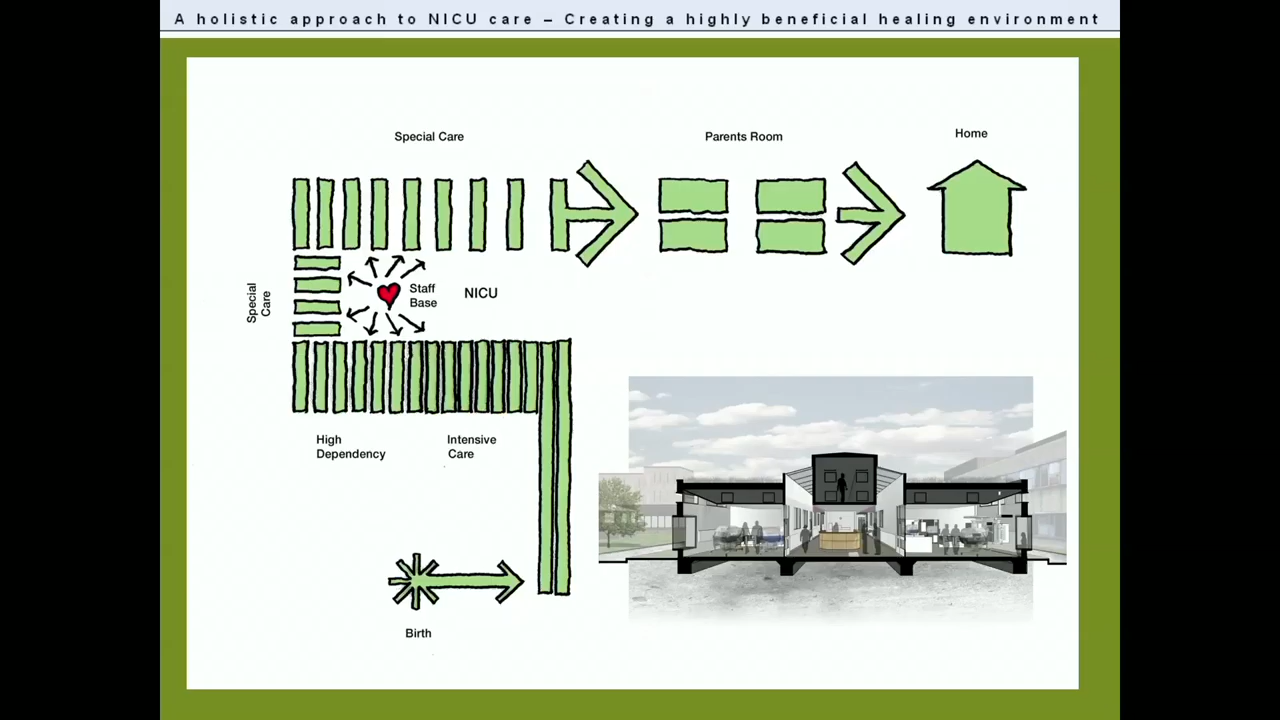 A holistic approach to NICU care – Creating a highly beneficial healing environment
Special Care
Parents Room
Home
Special
Care
Staff
Base
NICU
High
Dependency
Intensive
Care
Birth